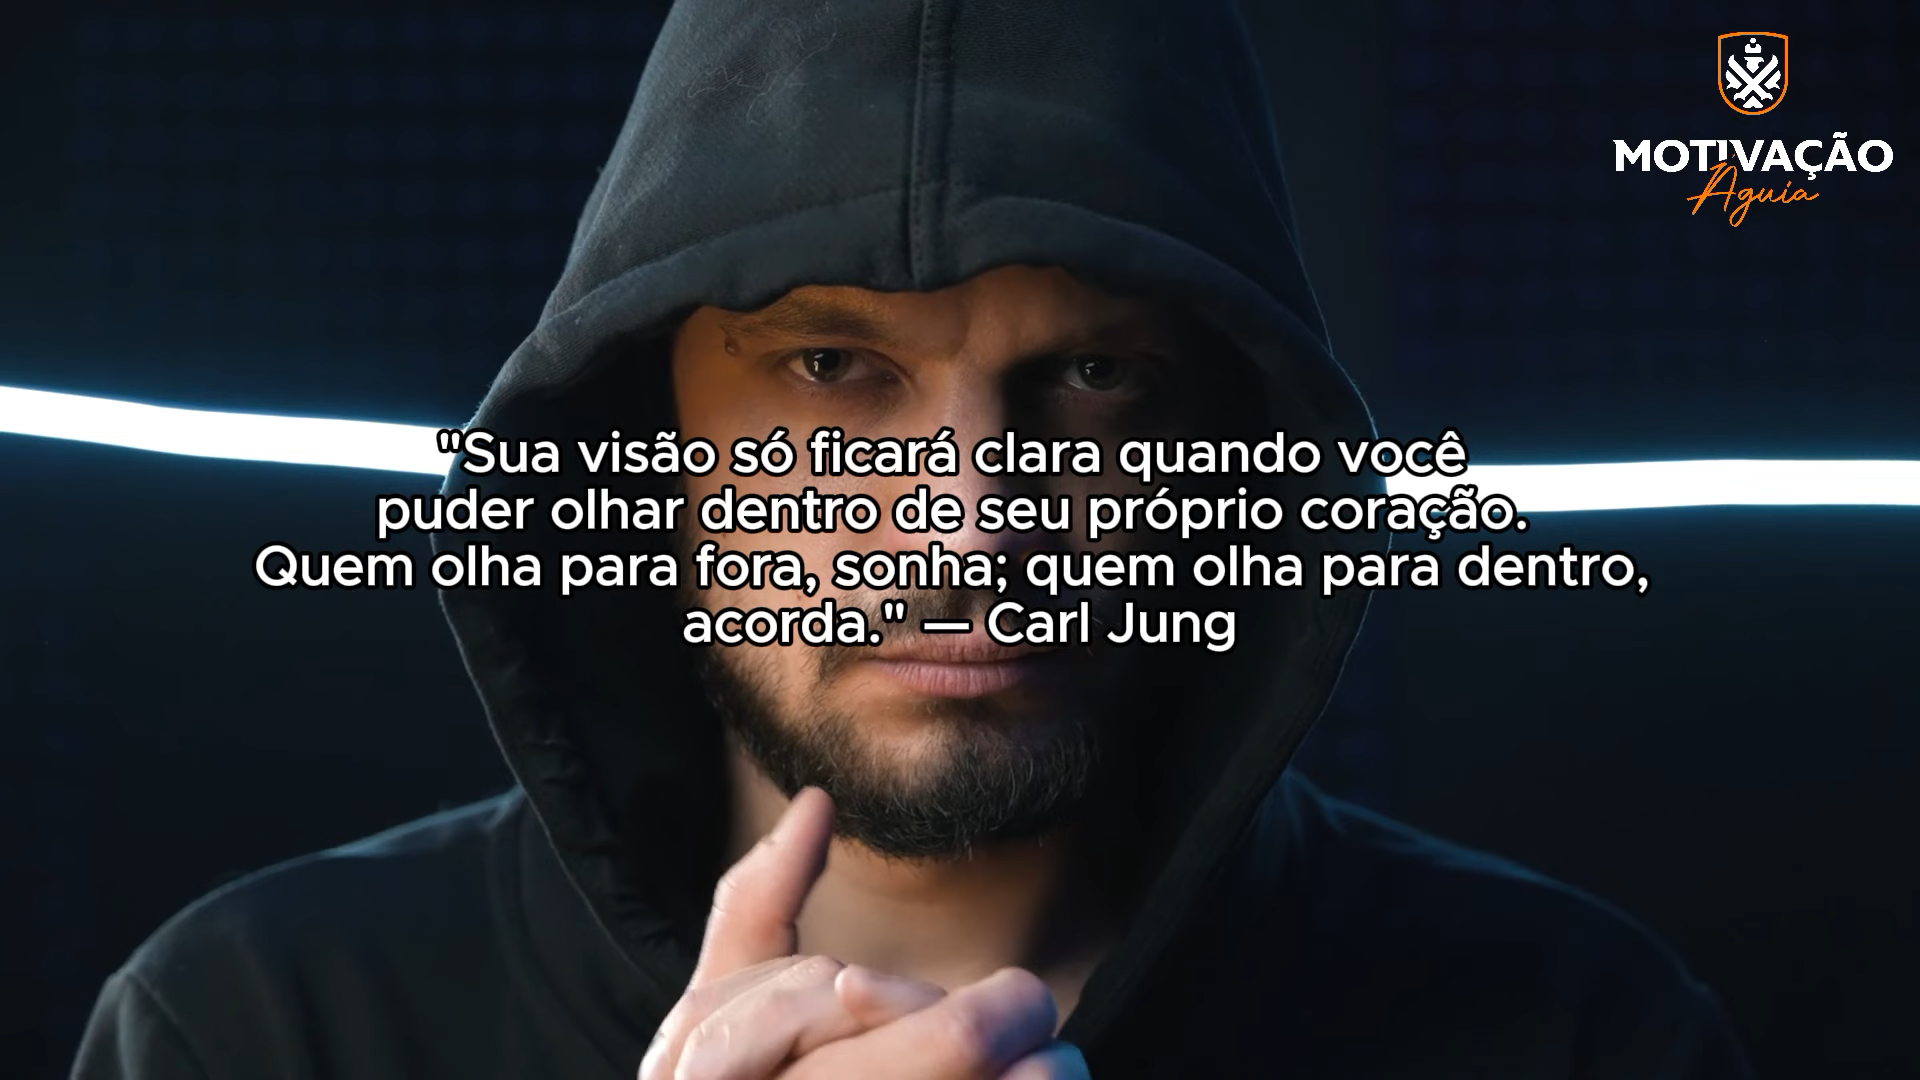 MOTIVAÇÃO
Aguia
"Sua visão só ficará clara quando você
puder olhar dentro de seu próprio coração.
Quem olha para fora, sonha; quem olha para dentro,
acorda." — Carl Jung